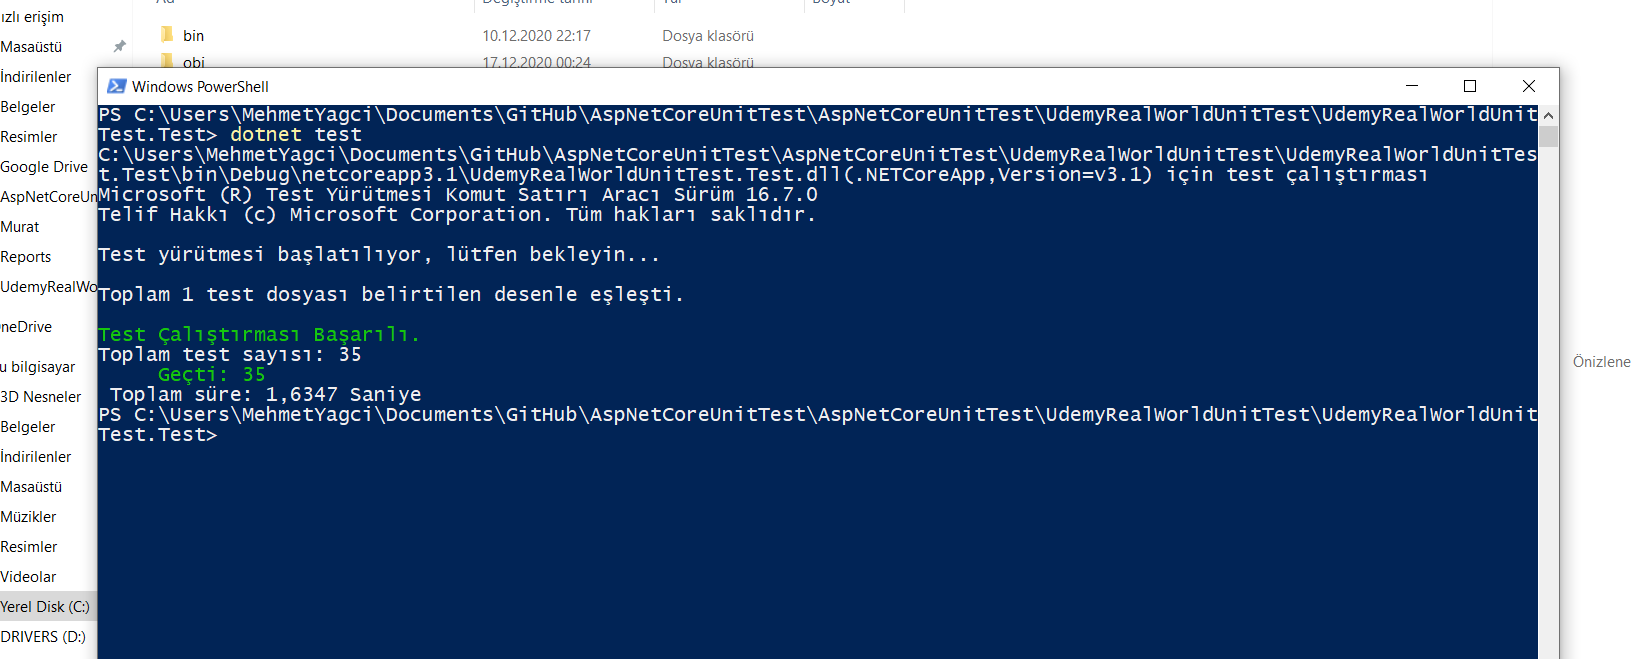 Değiştirme tarihi
Tür
Boyut
ızlı erişim
Masaüstü
İndirilenler
Belgeler
Resimler
Google Drive
AspNetCoreUn
Murat
Reports
UdemyRealWo
neDrive
u bilgisayar
3D Nesneler
Belgeler
İndirilenler
Masaüstü
Müzikler
Resimler
Videolar
Yerel Disk (C:)
DRIVERS (D:)
bin 10.12.2020 22:17 Dosya klasörü
obj 17.12.2020 00:24 Dosya klasörü
Windows PowerShell
PS C:\Users\MehmetYagci\Documents\GitHub\AspNetCoreUnitTest\AspNetCoreUnitTest\UdemyRealWorldUnitTest\UdemyRealWorldUnit
Test.Test> dotnet test
C:\Users\MehmetYagci\Documents\GitHub\AspNetCoreUnitTest\AspNetCoreUnitTest\UdemyRealWorldUnitTest\UdemyRealWorldUnitTes
t.Test\bin\Debug\netcoreapp3.1\UdemyRealWorldUnitTest.Test.dll(.NETCoreApp,Version=v3.1) için test çalıştırması
Microsoft (R) Test Yürütmesi Komut Satırı Aracı Sürüm 16.7.0
Telif Hakkı (c) Microsoft Corporation. Tüm hakları saklıdır.
Test yürütmesi başlatılıyor, lütfen bekleyin...
Toplam 1 test dosyası belirtilen desenle eşleşti.
Test Çalıştırması Başarılı.
Toplam test sayısı: 35
Geçti: 35
Toplam süre: 1,6347 Saniye
PS C:\Users\MehmetYagci\Documents\GitHub\AspNetCoreUnitTest\AspNetCoreUnitTest\UdemyRealWorldUnitTest\UdemyRealWorldUnit
Test.Test>
Önizlene